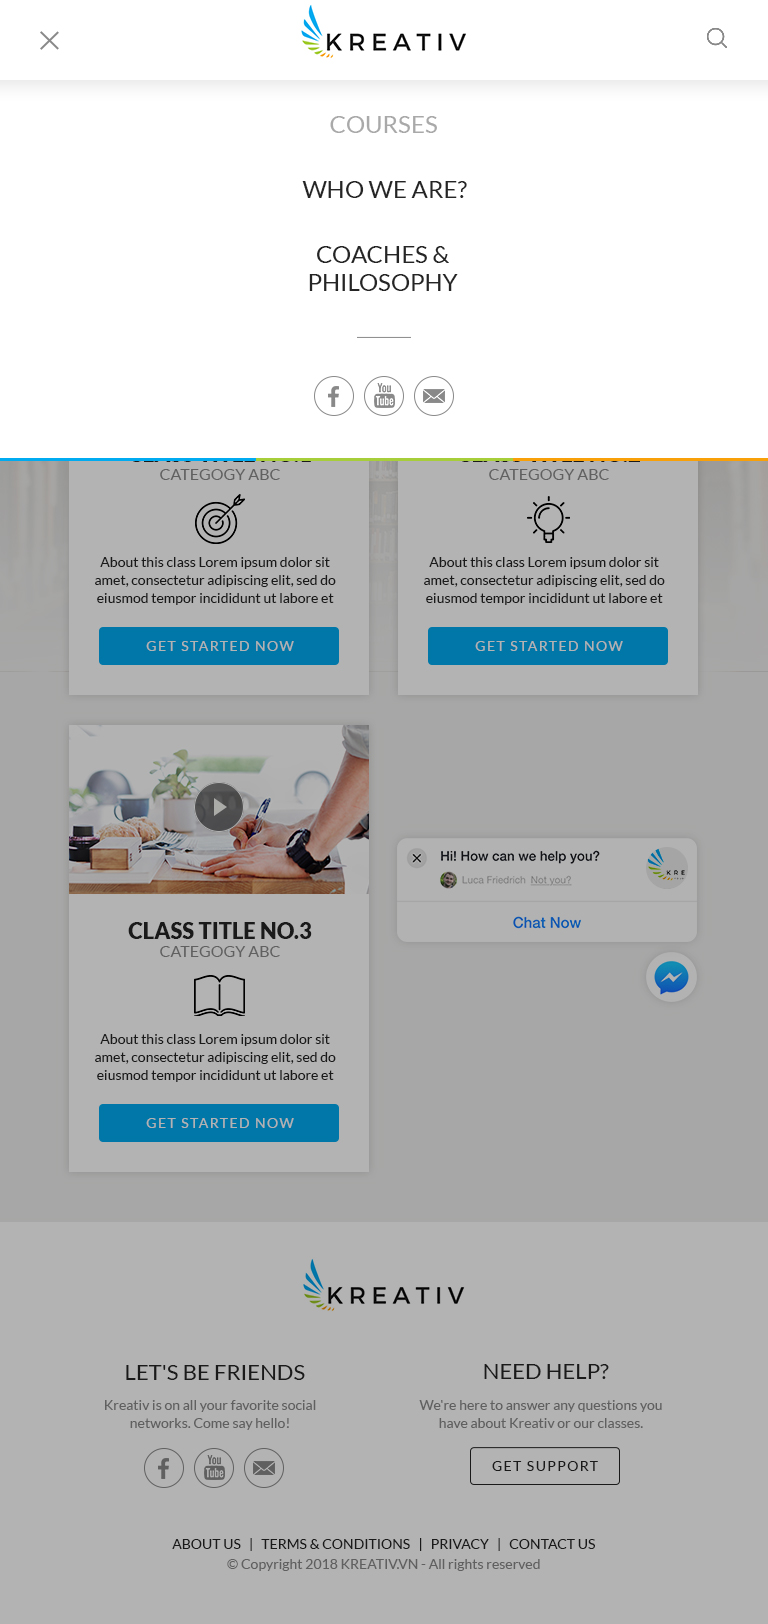 KREATIV
COURSES
WHO WE ARE?
COACHES &
PHILOSOPHY
You
Tube
CATEGOGY ABC
About this class Lorem ipsum dolor sit
amet, consectetur adipiscing elit, sed do
eiusmod tempor incididunt ut labore et
GET STARTED NOW
CATEGOGY ABC
About this class Lorem ipsum dolor sit
amet, consectetur adipiscing elit, sed do
eiusmod tempor incididunt ut labore et
GET STARTED NOW
CLASS TITLE NO.3
CATEGOGY ABC
About this class Lorem ipsum dolor sit
amet, consectetur adipiscing elit, sed do
eiusmod tempor incididunt ut labore et
GET STARTED NOW
Hi! How can we help you?
Luca Friedrich Not you?
KRE
Chat Now
KREATIV
LET'S BE FRIENDS
Kreativ is on all your favorite social
networks. Come say hello!
You
Tube
NEED HELP?
We're here to answer any questions you
have about Kreativ or our classes.
GET SUPPORT
ABOUT US | TERMS & CONDITIONS | PRIVACY | CONTACT US
© Copyright 2018 KREATIV.VN - All rights reserved